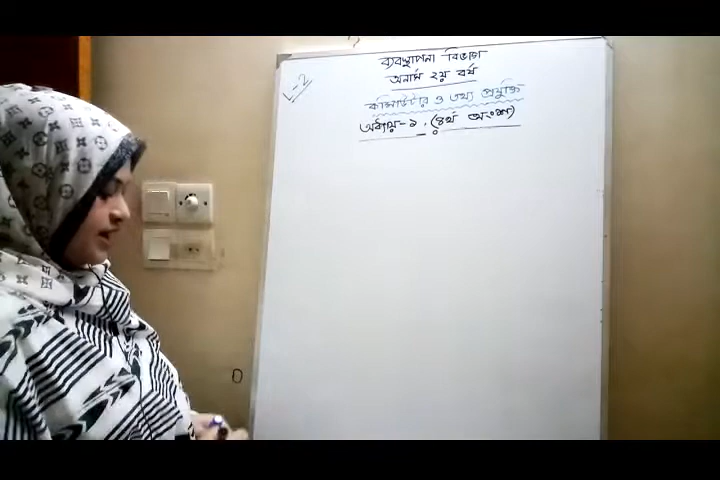 L-2
ব্যবস্থাপনা বিভাগ
অনার্স ২য় বর্ষ
কম্পিউটার ও তথ্য প্রযুক্তি
অধ্যায়-১, (৪র্থ অংশ)